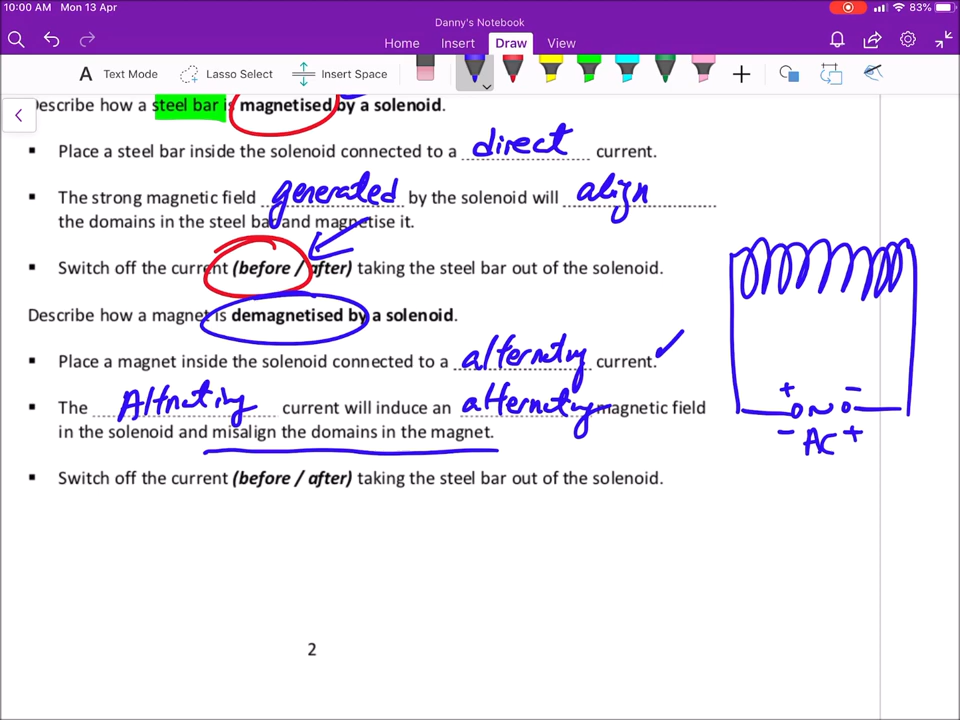 10:00 AM Mon 13 Apr
83%
Danny's Notebook
Home Insert Draw View
A Text Mode Lasso Select Insert Space
Describe how a steel bar is magnetised by a solenoid.
▪ Place a steel bar inside the solenoid connected to a direct current.
▪ The strong magnetic field generated by the solenoid will align
the domains in the steel bar and magnetise it.
▪ Switch off the current (before / after) taking the steel bar out of the solenoid.
Describe how a magnet is demagnetised by a solenoid.
▪ Place a magnet inside the solenoid connected to a alternating current. ✓
▪ The Altnating current will induce an alternating magnetic field
in the solenoid and misalign the domains in the magnet.
▪ Switch off the current (before / after) taking the steel bar out of the solenoid.
+ −
~
− AC +
2